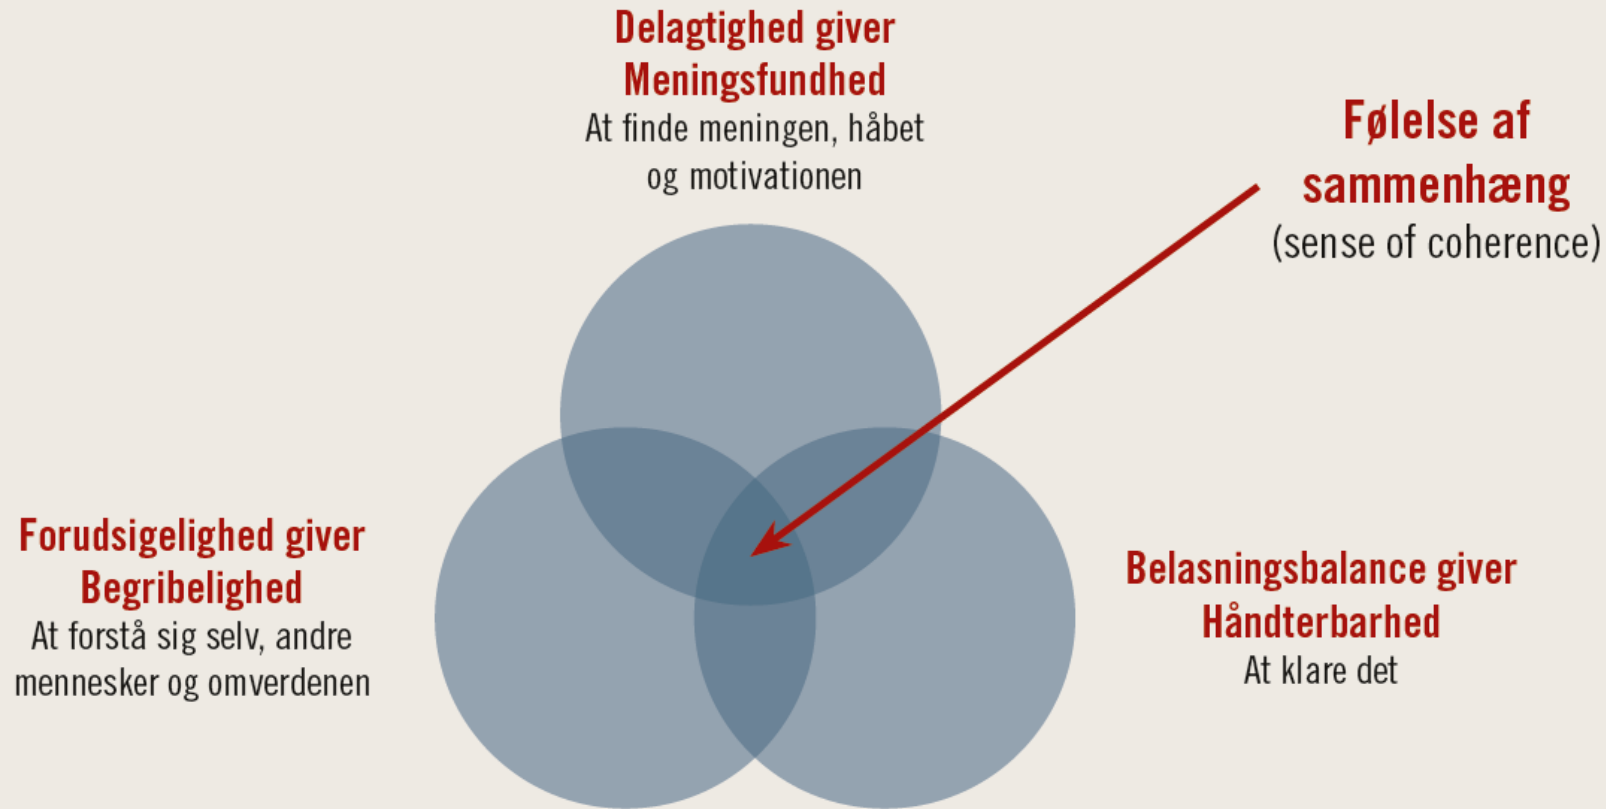 Delagtighed giver
Meningsfundhed
At finde meningen, håbet
og motivationen
Følelse af
sammenhæng
(sense of coherence)
Forudsigelighed giver
Begribelighed
At forstå sig selv, andre
mennesker og omverdenen
Belasningsbalance giver
Håndterbarhed
At klare det